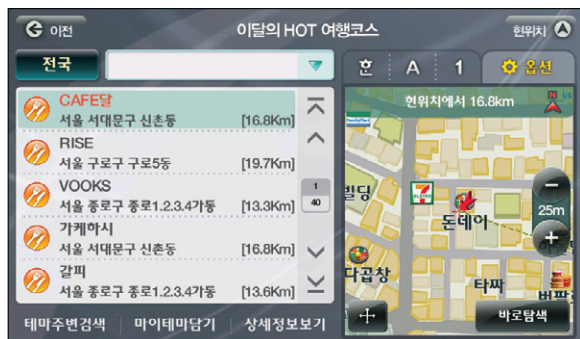 이전
이달의 HOT 여행코스
현위치
전국
한 A 1 옵션
CAFE달
서울 서대문구 신촌동 [16.8Km]
RISE
서울 구로구 구로5동 [19.7Km]
VOOKS
서울 종로구 종로1.2.3.4가동 [13.3Km]
가케하시
서울 서대문구 신촌동 [16.8Km]
갈피
서울 종로구 종로1.2.3.4가동 [13.6Km]
1
40
테마주변검색 마이테마담기 상세정보보기
현위치에서 16.8km
N
FamilyMart
빌딩
돈데이
25m
다곱창
타짜
바로탐색